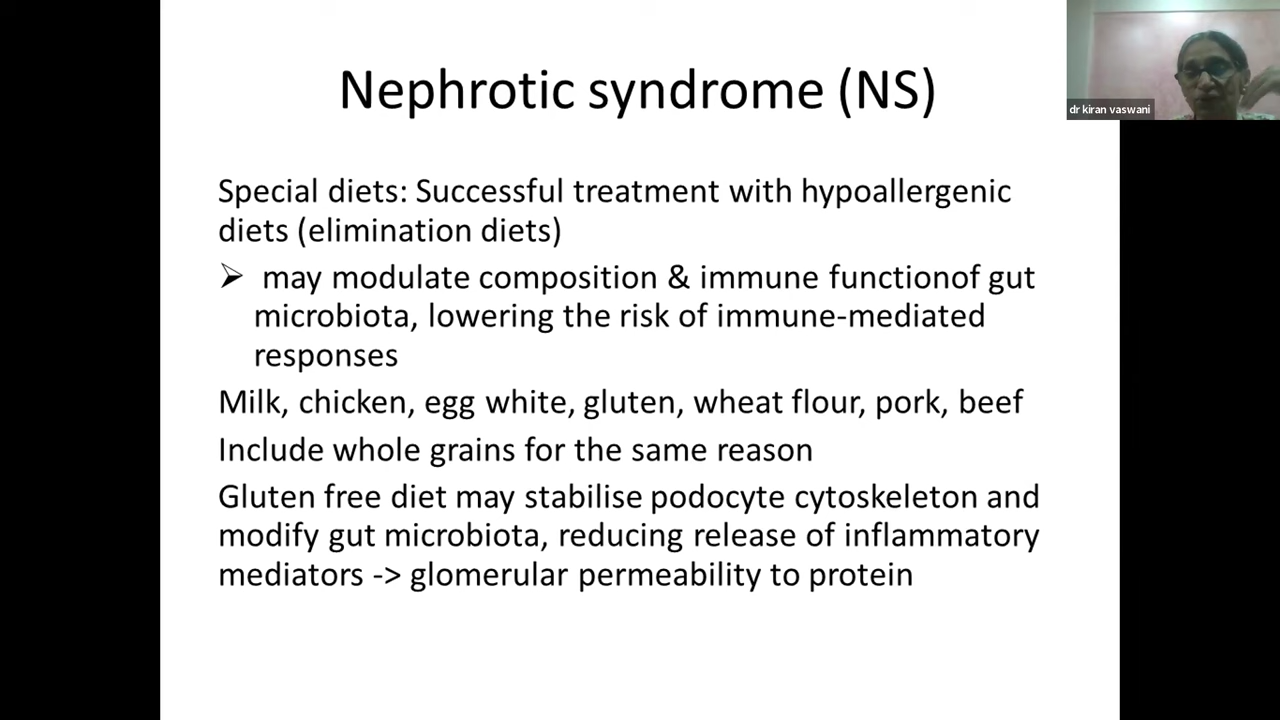 Nephrotic syndrome (NS)
dr kiran vaswani
Special diets: Successful treatment with hypoallergenic
diets (elimination diets)
➢ may modulate composition & immune functionof gut
microbiota, lowering the risk of immune-mediated
responses
Milk, chicken, egg white, gluten, wheat flour, pork, beef
Include whole grains for the same reason
Gluten free diet may stabilise podocyte cytoskeleton and
modify gut microbiota, reducing release of inflammatory
mediators -> glomerular permeability to protein